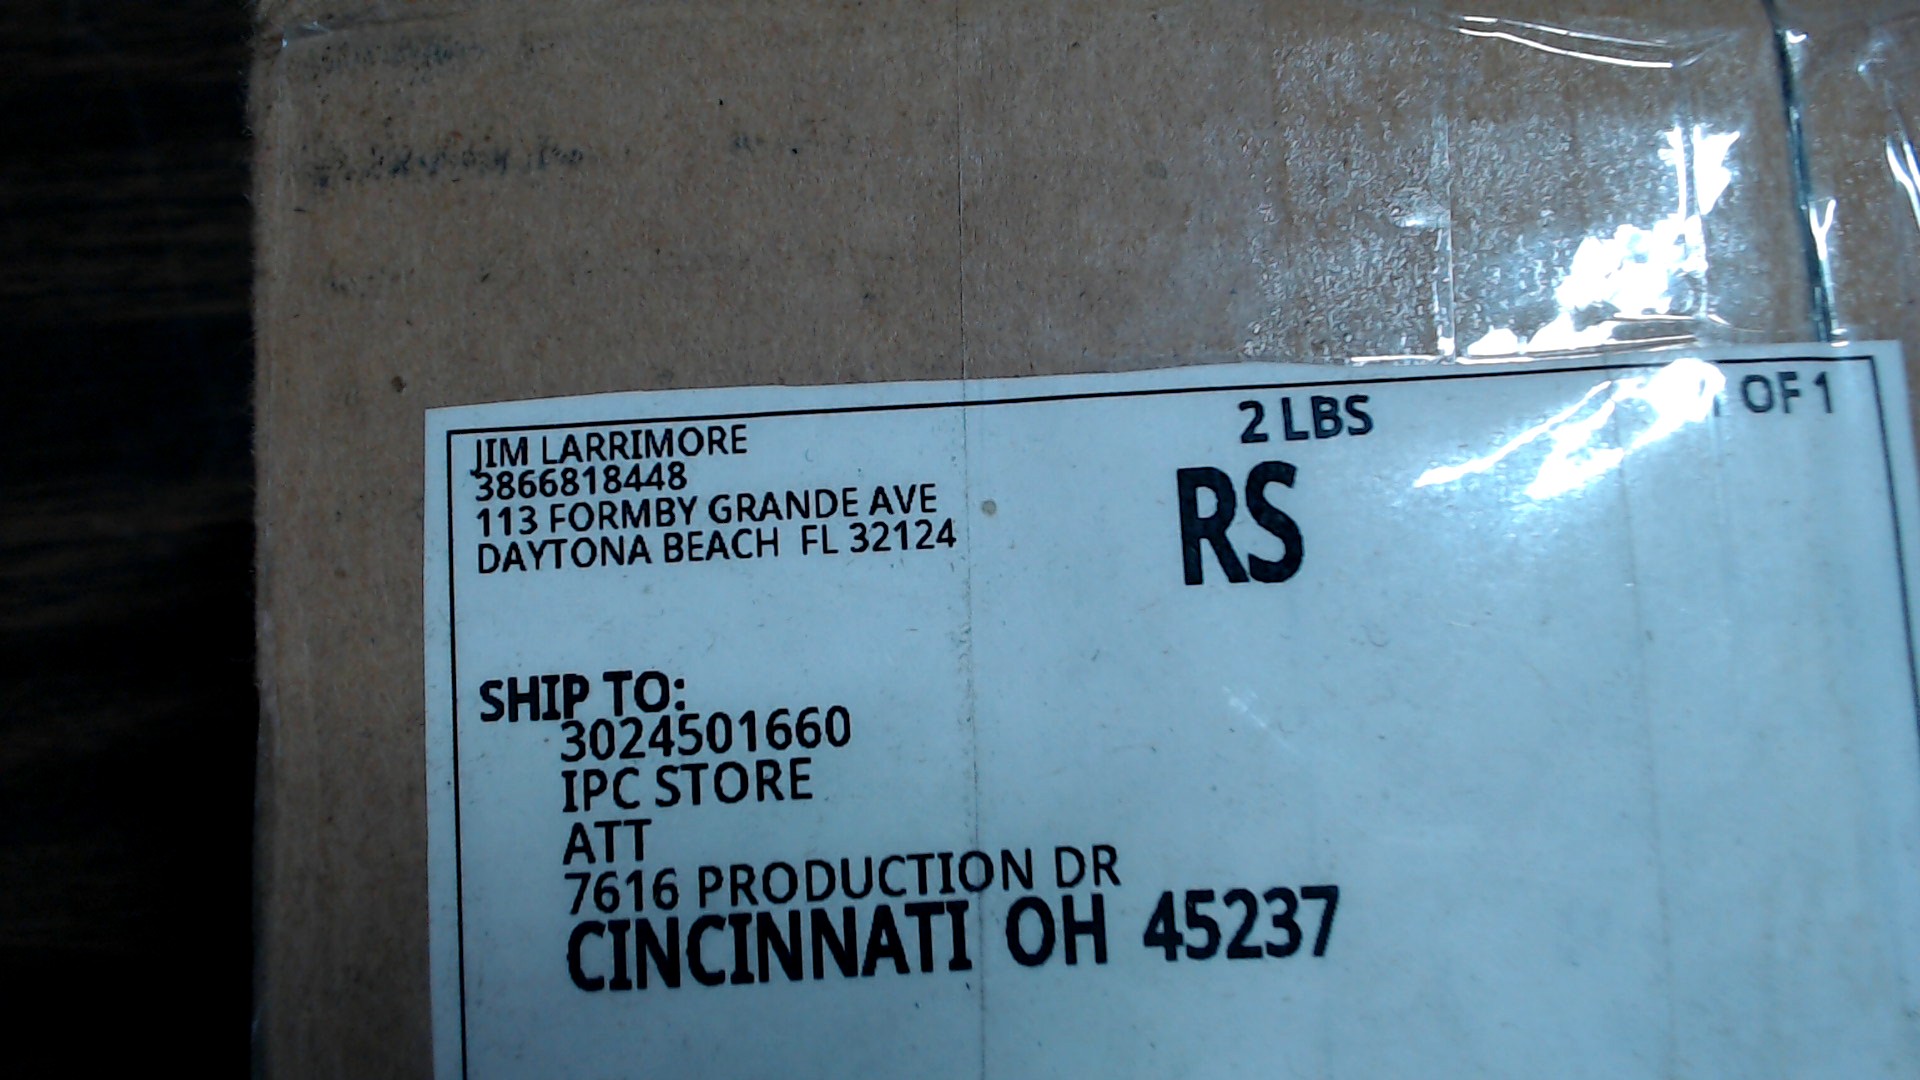 JIM LARRIMORE
3866818448
113 FORMBY GRANDE AVE
DAYTONA BEACH FL 32124
2 LBS
OF 1
RS
SHIP TO:
3024501660
IPC STORE
ATT
7616 PRODUCTION DR
CINCINNATI OH 45237